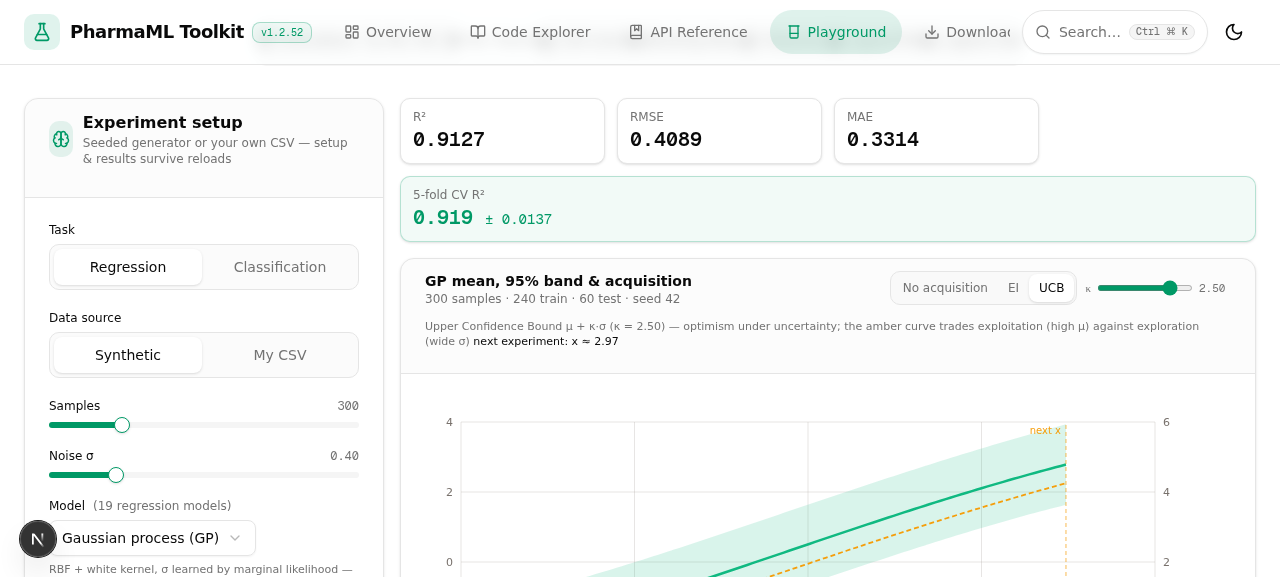 PharmaML Toolkit v1.2.52 Overview Code Explorer API Reference Playground Download Search… Ctrl ⌘ K
Experiment setup
Seeded generator or your own CSV — setup
& results survive reloads
Task
Regression Classification
Data source
Synthetic My CSV
Samples 300
Noise σ 0.40
Model (19 regression models)
N
Gaussian process (GP)
RBF + white kernel, σ learned by marginal likelihood —
R² RMSE MAE
0.9127 0.4089 0.3314
5-fold CV R²
0.919 ± 0.0137
GP mean, 95% band & acquisition
300 samples · 240 train · 60 test · seed 42
No acquisition EI UCB κ 2.50
Upper Confidence Bound μ + κ·σ (κ = 2.50) — optimism under uncertainty; the amber curve trades exploitation (high μ) against exploration
(wide σ) next experiment: x ≈ 2.97
4 6
next x
2 4
0 2